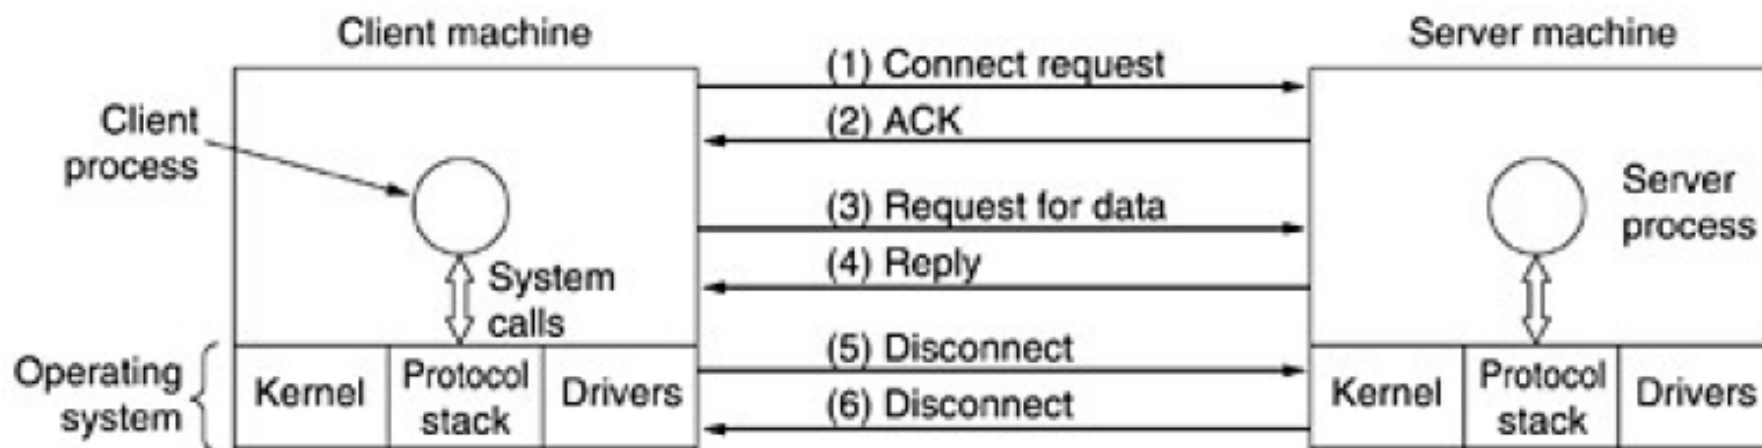 Client machine
Server machine
(1) Connect request
(2) ACK
Client
process
(3) Request for data
Server
process
(4) Reply
System
calls
(5) Disconnect
Operating
system
Kernel
Protocol
stack
Drivers
(6) Disconnect
Kernel
Protocol
stack
Drivers